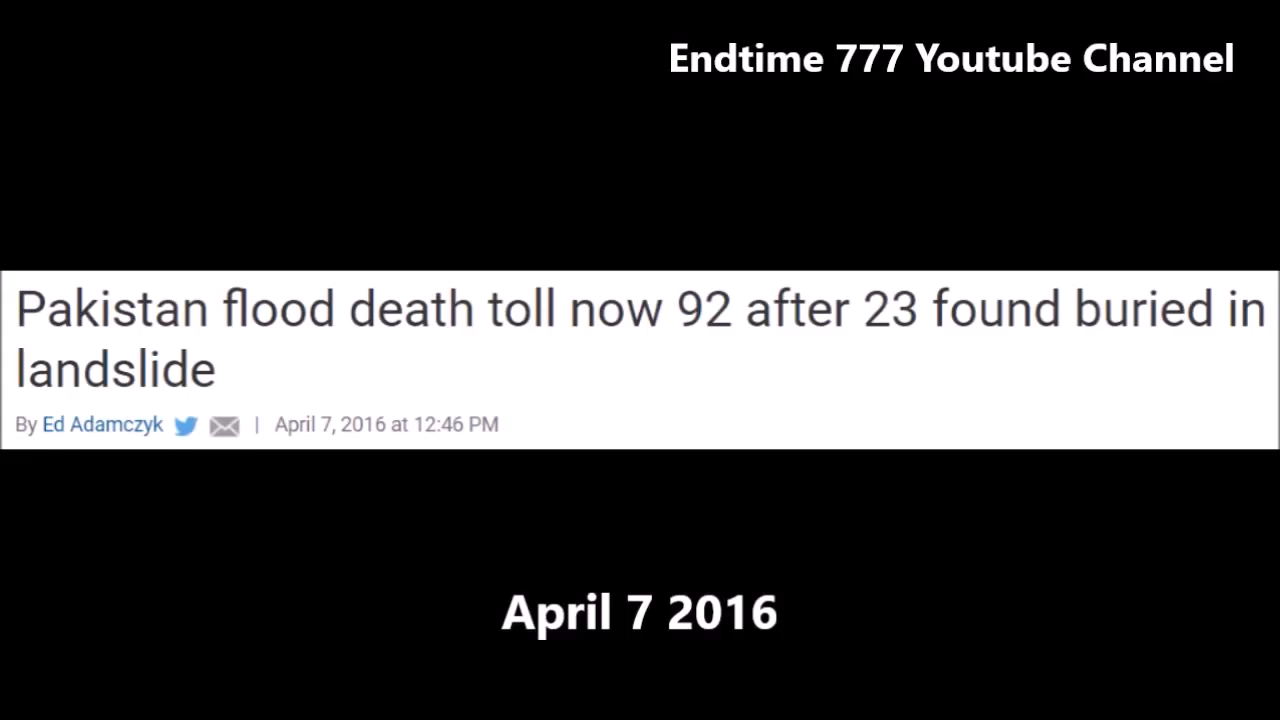 Endtime 777 Youtube Channel
Pakistan flood death toll now 92 after 23 found buried in
landslide
By Ed Adamczyk | April 7, 2016 at 12:46 PM
April 7 2016